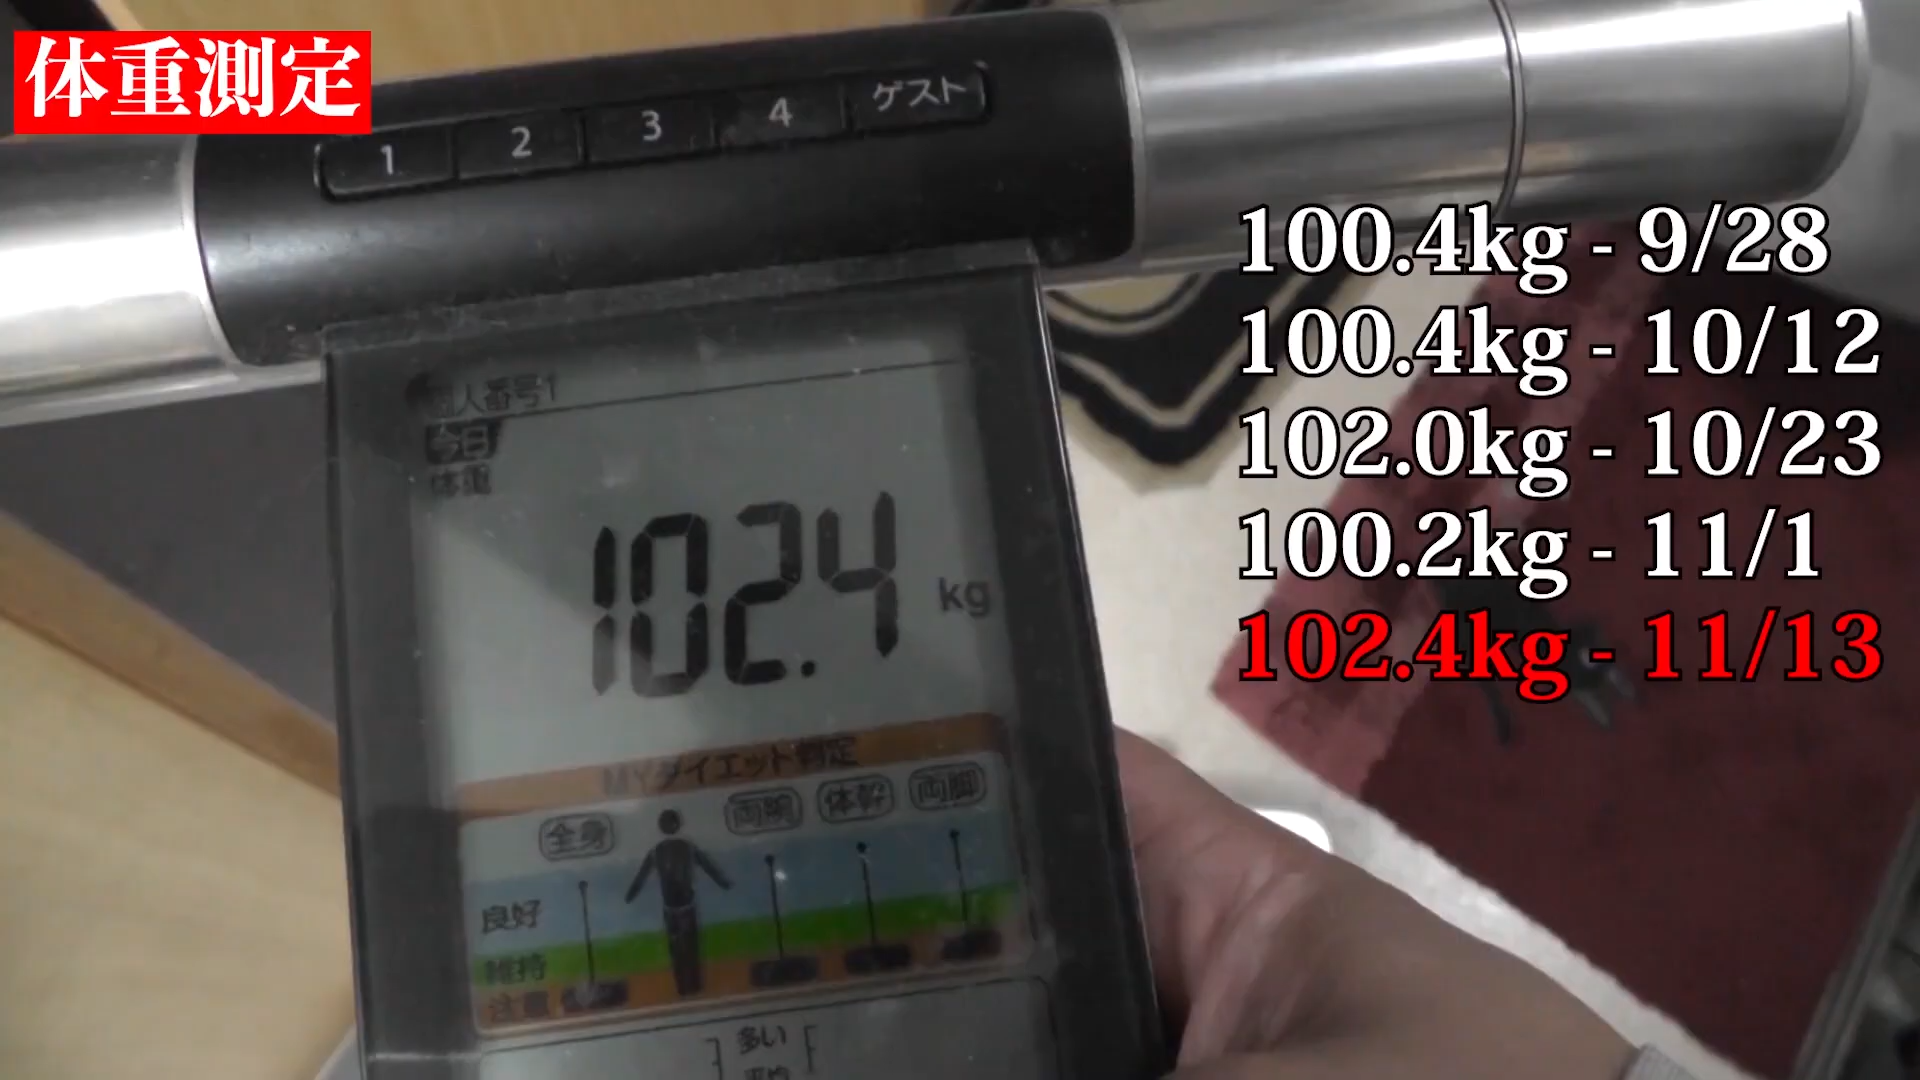 体重測定
1 2 3 4 ゲスト
100.4kg - 9/28
100.4kg - 10/12
102.0kg - 10/23
100.2kg - 11/1
102.4kg - 11/13
個人番号1
今日
体重
102.4 kg
MYダイエット判定
全身 両腕 体幹 両脚
良好
維持
注意
多い